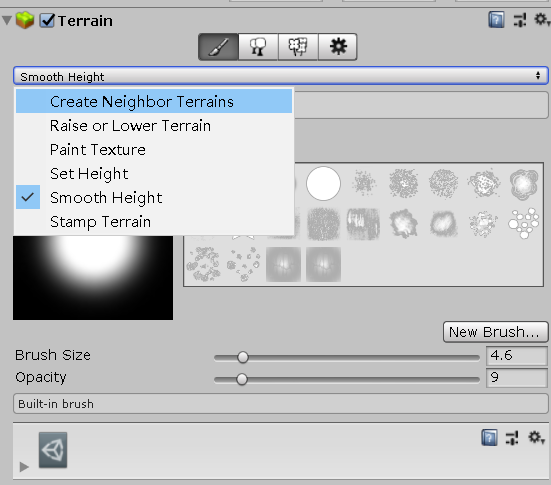 Terrain
Smooth Height
Create Neighbor Terrains
Raise or Lower Terrain
Paint Texture
Set Height
Smooth Height
Stamp Terrain
New Brush...
Brush Size
4.6
Opacity
9
Built-in brush